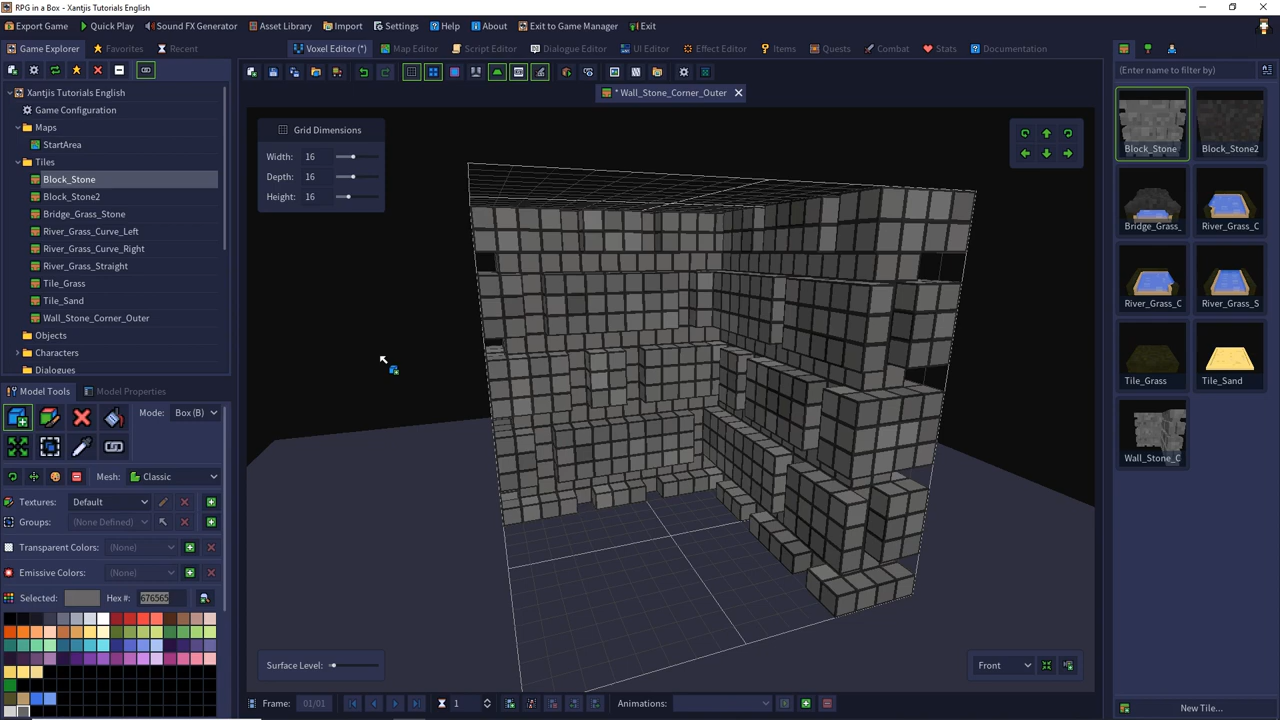 RPG in a Box - Xantjis Tutorials English
Export Game Quick Play Sound FX Generator Asset Library Import Settings Help About Exit to Game Manager Exit
Game Explorer Favorites Recent Voxel Editor (*) Map Editor Script Editor Dialogue Editor UI Editor Effect Editor Items Quests Combat Stats Documentation
(Enter name to filter by)
* Wall_Stone_Corner_Outer
Xantjis Tutorials English
Game Configuration
Maps
StartArea
Tiles
Block_Stone
Block_Stone2
Bridge_Grass_Stone
River_Grass_Curve_Left
River_Grass_Curve_Right
River_Grass_Straight
Tile_Grass
Tile_Sand
Wall_Stone_Corner_Outer
Objects
Characters
Dialogues
Model Tools Model Properties
Mode: Box (B)
Mesh: Classic
Textures: Default
Groups: (None Defined)
Transparent Colors: (None)
Emissive Colors: (None)
Selected: Hex #: 676565
Grid Dimensions
Width: 16
Depth: 16
Height: 16
Surface Level:
Front
Frame: 01/01 1 Animations:
Block_Stone Block_Stone2
Bridge_Grass_ River_Grass_C
River_Grass_C River_Grass_S
Tile_Grass Tile_Sand
Wall_Stone_C
New Tile...